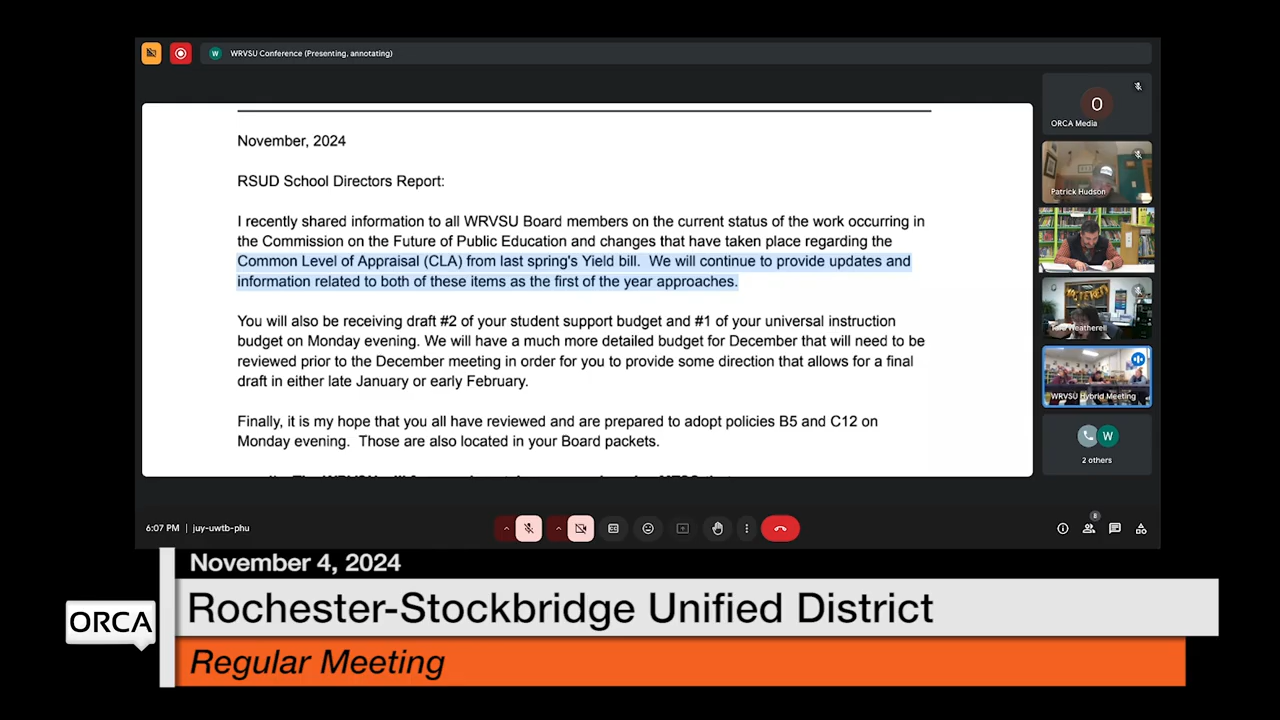 W WRVSU Conference (Presenting, annotating)
November, 2024
RSUD School Directors Report:
I recently shared information to all WRVSU Board members on the current status of the work occurring in
the Commission on the Future of Public Education and changes that have taken place regarding the
Common Level of Appraisal (CLA) from last spring's Yield bill.  We will continue to provide updates and
information related to both of these items as the first of the year approaches.
You will also be receiving draft #2 of your student support budget and #1 of your universal instruction
budget on Monday evening. We will have a much more detailed budget for December that will need to be
reviewed prior to the December meeting in order for you to provide some direction that allows for a final
draft in either late January or early February.
Finally, it is my hope that you all have reviewed and are prepared to adopt policies B5 and C12 on
Monday evening.  Those are also located in your Board packets.
O
ORCA Media
Patrick Hudson
Weatherell
WRVSU Hybrid Meeting
W
2 others
6:07 PM | juy-uwtb-phu
8
November 4, 2024
ORCA
Rochester-Stockbridge Unified District
Regular Meeting